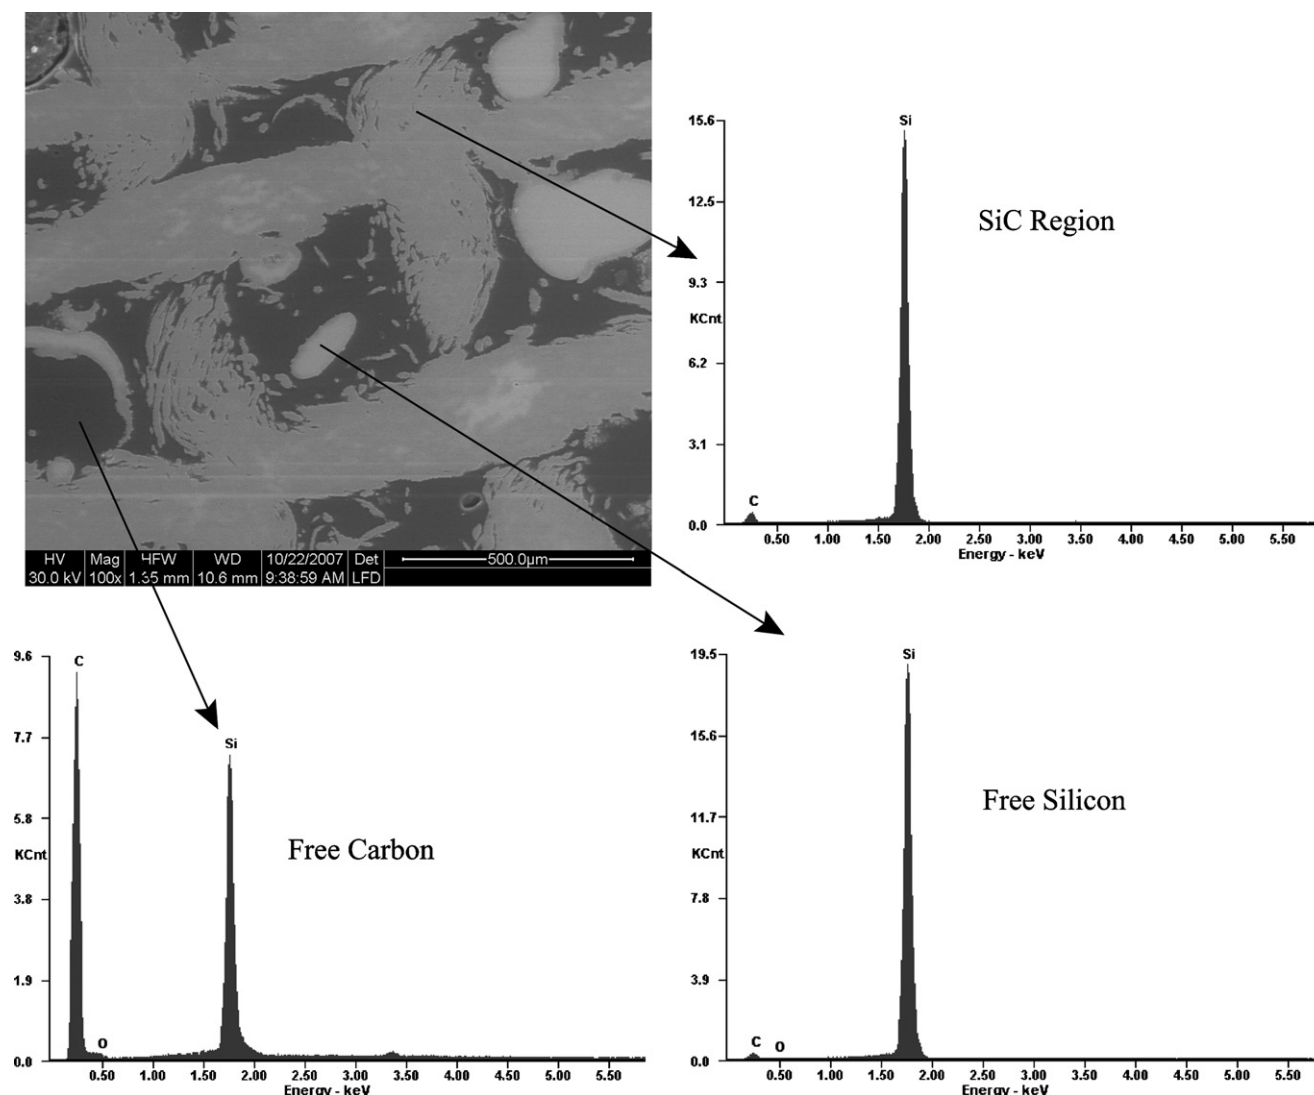 HV Mag HFW WD 10/22/2007 Det 500.0µm
30.0 kV 100x 1.35 mm 10.6 mm 9:38:59 AM LFD
15.6
Si
12.5
SiC Region
9.3
KCnt
6.2
3.1
C
0.0
0.50 1.00 1.50 2.00 2.50 3.00 3.50 4.00 4.50 5.00 5.50
Energy - keV
9.6
C
7.7
Si
5.8
KCnt
Free Carbon
3.8
1.9
O
0.0
0.50 1.00 1.50 2.00 2.50 3.00 3.50 4.00 4.50 5.00 5.50
Energy - keV
19.5
Si
15.6
Free Silicon
11.7
KCnt
7.8
3.9
C O
0.0
0.50 1.00 1.50 2.00 2.50 3.00 3.50 4.00 4.50 5.00 5.50
Energy - keV